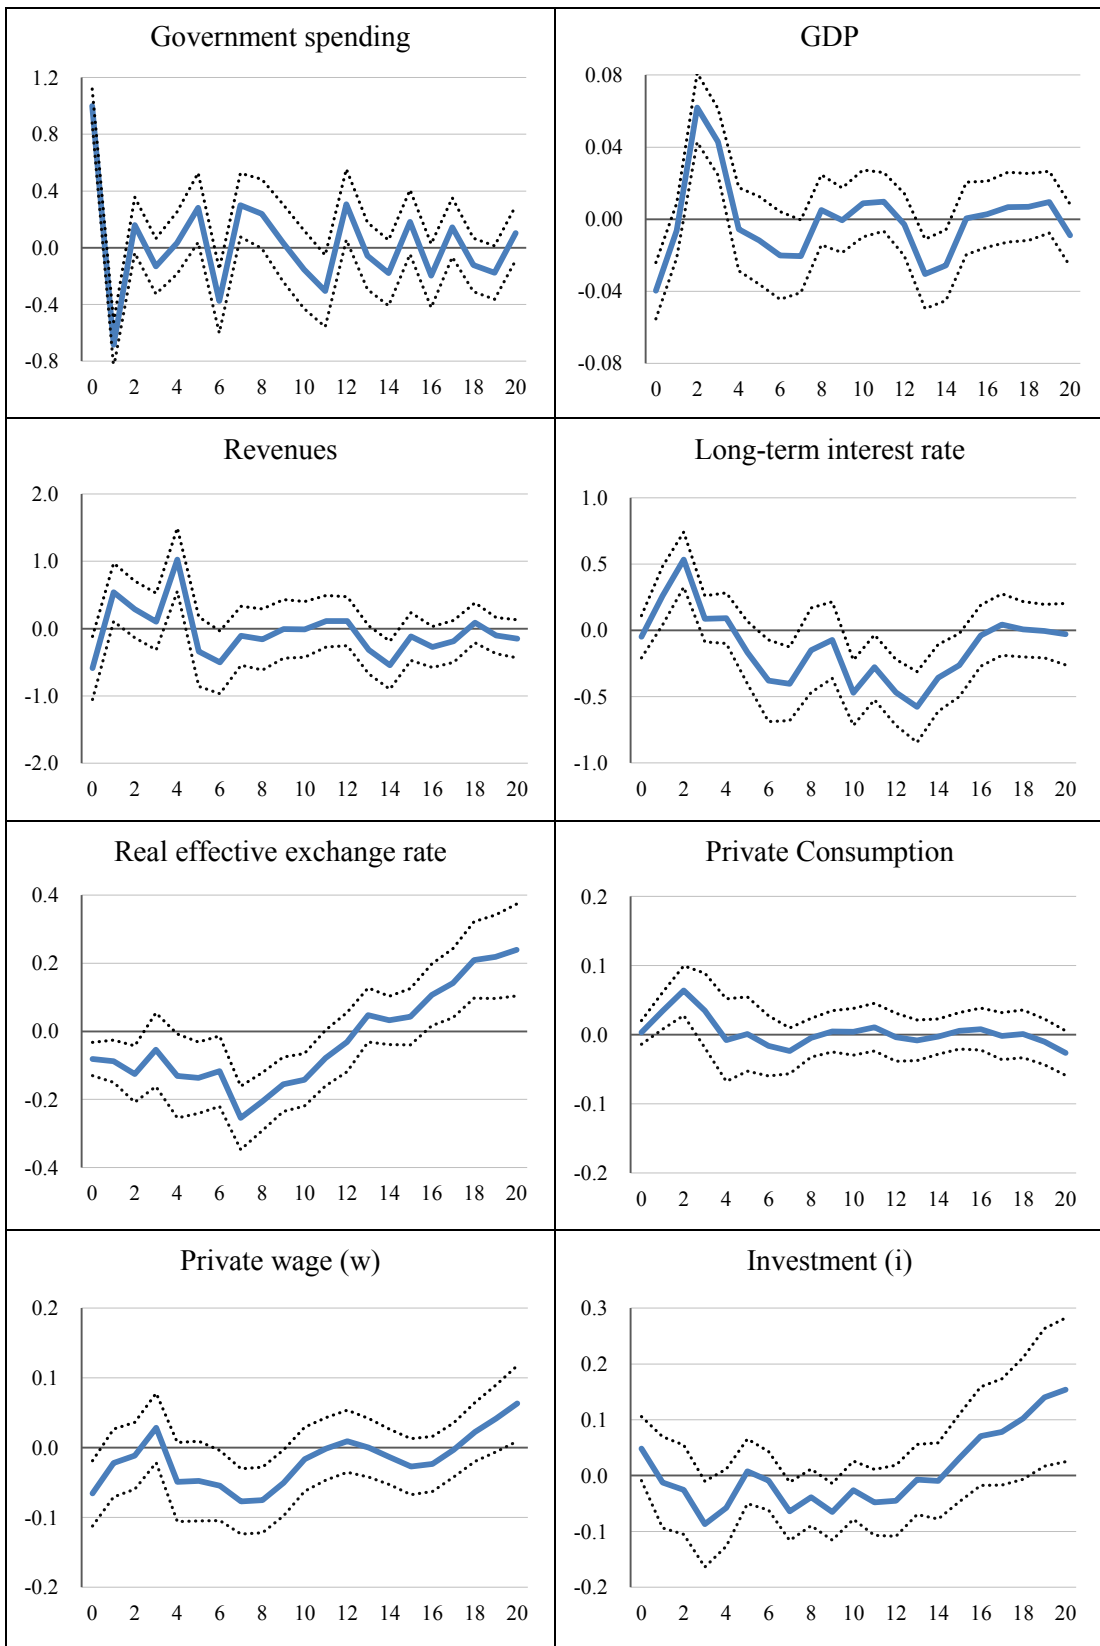 Government spending
1.2
0.8
0.4
0.0
-0.4
-0.8
0 2 4 6 8 10 12 14 16 18 20
GDP
0.08
0.04
0.00
-0.04
-0.08
0 2 4 6 8 10 12 14 16 18 20
Revenues
2.0
1.0
0.0
-1.0
-2.0
0 2 4 6 8 10 12 14 16 18 20
Long-term interest rate
1.0
0.5
0.0
-0.5
-1.0
0 2 4 6 8 10 12 14 16 18 20
Real effective exchange rate
0.4
0.2
0.0
-0.2
-0.4
0 2 4 6 8 10 12 14 16 18 20
Private Consumption
0.2
0.1
0.0
-0.1
-0.2
0 2 4 6 8 10 12 14 16 18 20
Private wage (w)
0.2
0.1
0.0
-0.1
-0.2
0 2 4 6 8 10 12 14 16 18 20
Investment (i)
0.3
0.2
0.1
0.0
-0.1
-0.2
0 2 4 6 8 10 12 14 16 18 20